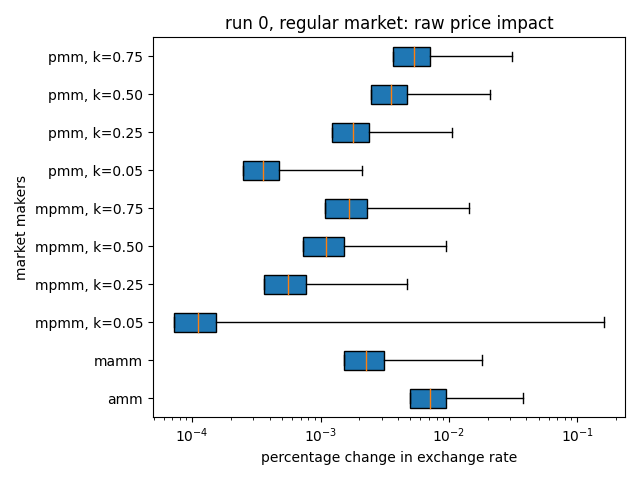 run 0, regular market: raw price impact
market makers
pmm, k=0.75
pmm, k=0.50
pmm, k=0.25
pmm, k=0.05
mpmm, k=0.75
mpmm, k=0.50
mpmm, k=0.25
mpmm, k=0.05
mamm
amm
10⁻⁴ 10⁻³ 10⁻² 10⁻¹
percentage change in exchange rate